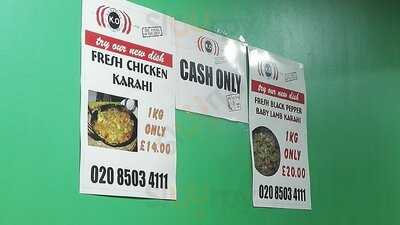 K.O
try our new dish
FRESH CHICKEN
KARAHI
1KG
ONLY
£14.00
020 8503 4111
K.O
CASH ONLY
K.O
try our new dish
FRESH BLACK PEPPER
BABY LAMB KARAHI
1KG
ONLY
£20.00
020 8503 4111